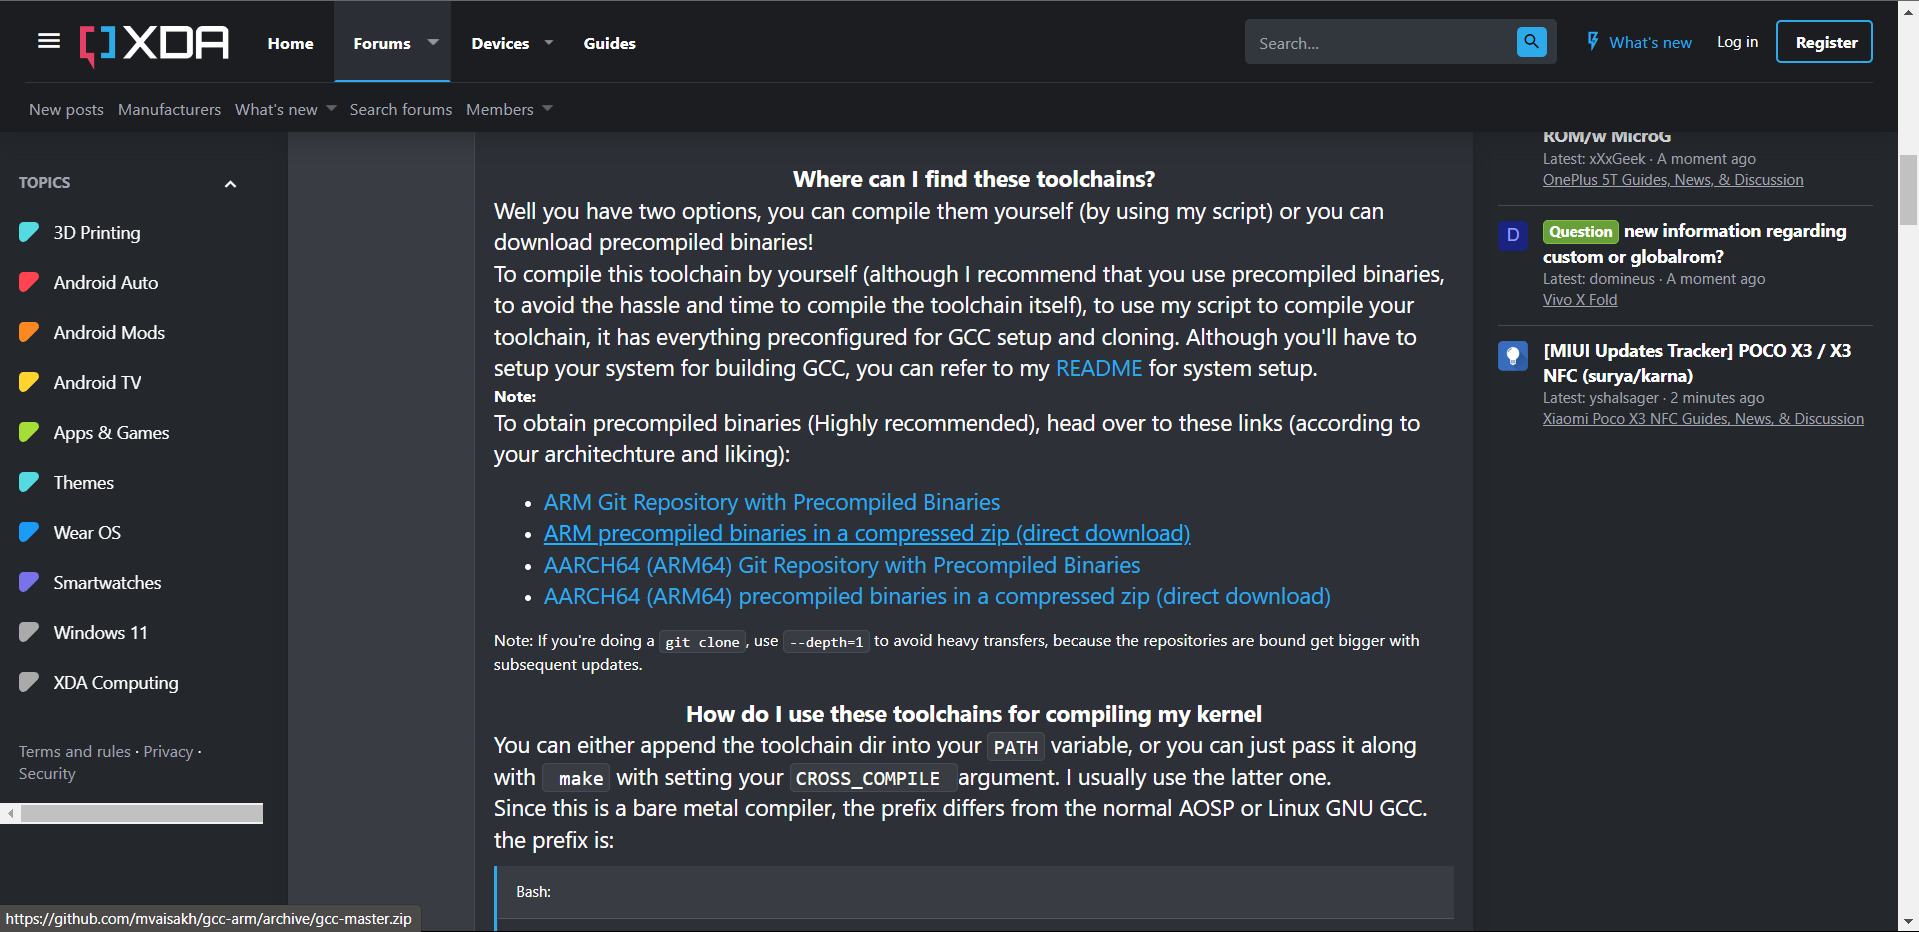 XDA
Home
Forums
Devices
Guides
Search...
What's new
Log in
Register
New posts
Manufacturers
What's new
Search forums
Members
TOPICS
3D Printing
Android Auto
Android Mods
Android TV
Apps & Games
Themes
Wear OS
Smartwatches
Windows 11
XDA Computing
Terms and rules · Privacy ·
Security
Where can I find these toolchains?
Well you have two options, you can compile them yourself (by using my script) or you can
download precompiled binaries!
To compile this toolchain by yourself (although I recommend that you use precompiled binaries,
to avoid the hassle and time to compile the toolchain itself), to use my script to compile your
toolchain, it has everything preconfigured for GCC setup and cloning. Although you'll have to
setup your system for building GCC, you can refer to my README for system setup.
Note:
To obtain precompiled binaries (Highly recommended), head over to these links (according to
your architechture and liking):
• ARM Git Repository with Precompiled Binaries
• ARM precompiled binaries in a compressed zip (direct download)
• AARCH64 (ARM64) Git Repository with Precompiled Binaries
• AARCH64 (ARM64) precompiled binaries in a compressed zip (direct download)
Note: If you're doing a git clone, use --depth=1 to avoid heavy transfers, because the repositories are bound get bigger with
subsequent updates.
How do I use these toolchains for compiling my kernel
You can either append the toolchain dir into your PATH variable, or you can just pass it along
with make with setting your CROSS_COMPILE argument. I usually use the latter one.
Since this is a bare metal compiler, the prefix differs from the normal AOSP or Linux GNU GCC.
the prefix is:
Bash:
ROM/w MicroG
Latest: xXxGeek · A moment ago
OnePlus 5T Guides, News, & Discussion
D
Question new information regarding
custom or globalrom?
Latest: domineus · A moment ago
Vivo X Fold
[MIUI Updates Tracker] POCO X3 / X3
NFC (surya/karna)
Latest: yshalsager · 2 minutes ago
Xiaomi Poco X3 NFC Guides, News, & Discussion
https://github.com/mvaisakh/gcc-arm/archive/gcc-master.zip